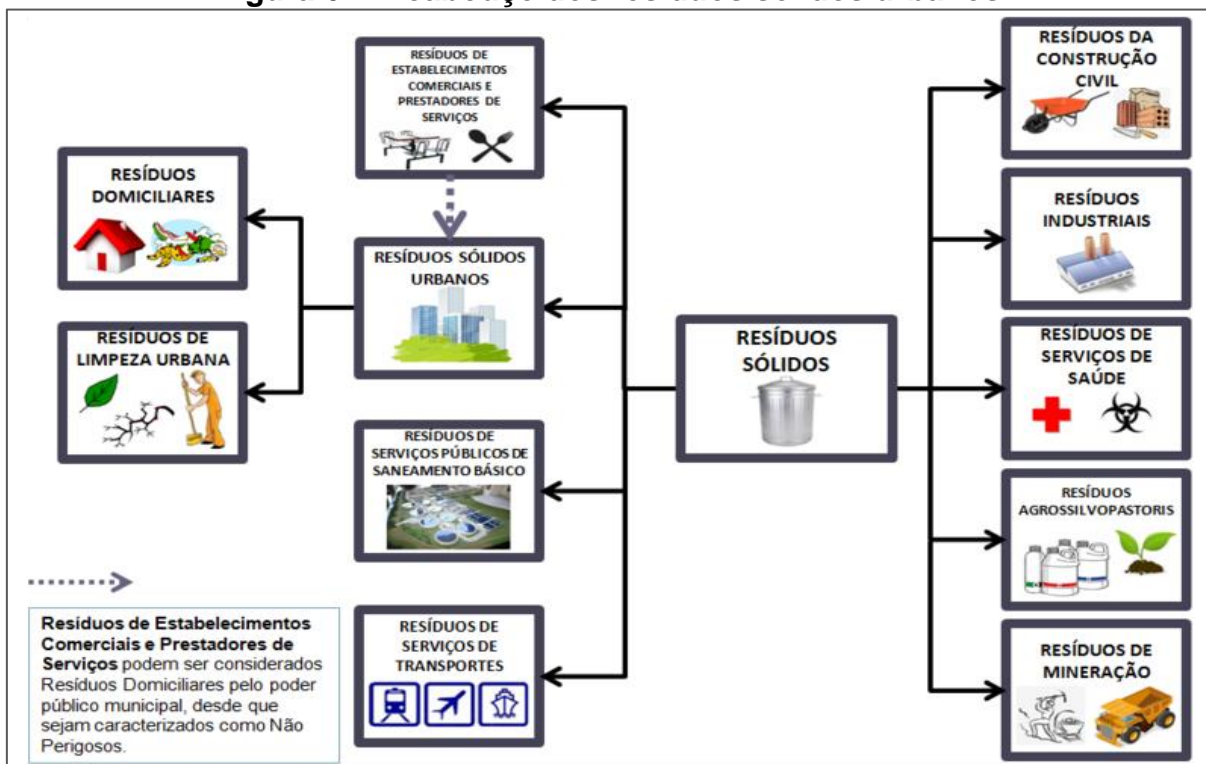 RESÍDUOS DE
ESTABELECIMENTOS
COMERCIAIS E
PRESTADORES DE
SERVIÇOS
RESÍDUOS
DOMICILIARES
RESÍDUOS SÓLIDOS
URBANOS
RESÍDUOS DE
LIMPEZA URBANA
RESÍDUOS DE
SERVIÇOS PÚBLICOS DE
SANEAMENTO BÁSICO
RESÍDUOS DE
SERVIÇOS DE
TRANSPORTES
RESÍDUOS
SÓLIDOS
RESÍDUOS DA
CONSTRUÇÃO
CIVIL
RESÍDUOS
INDUSTRIAIS
RESÍDUOS DE
SERVIÇOS DE
SAÚDE
RESÍDUOS
AGROSSILVOPASTORIS
RESÍDUOS DE
MINERAÇÃO
Resíduos de Estabelecimentos
Comerciais e Prestadores de
Serviços podem ser considerados
Resíduos Domiciliares pelo poder
público municipal, desde que
sejam caracterizados como Não
Perigosos.